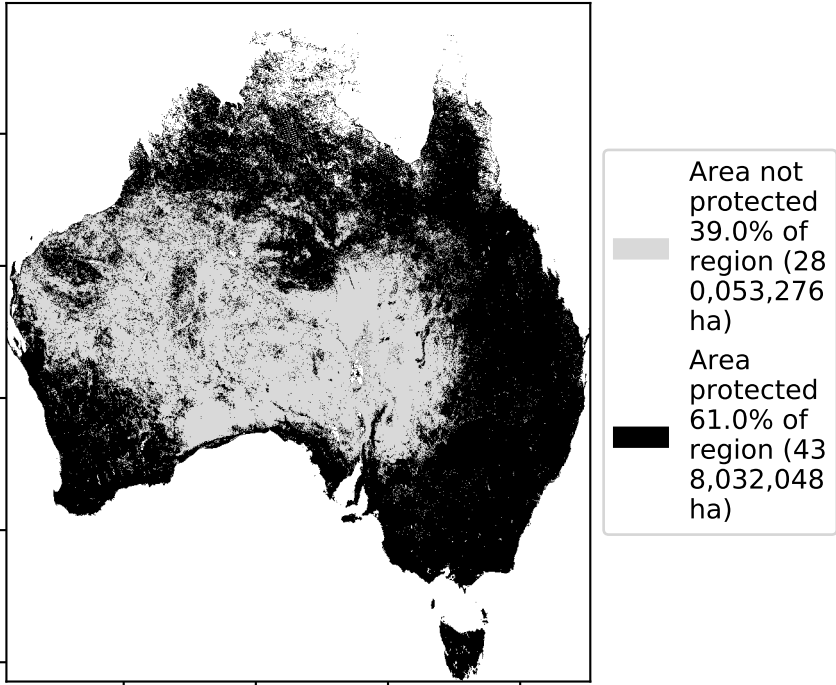 Area not
protected
39.0% of
region (28
0,053,276
ha)
Area
protected
61.0% of
region (43
8,032,048
ha)